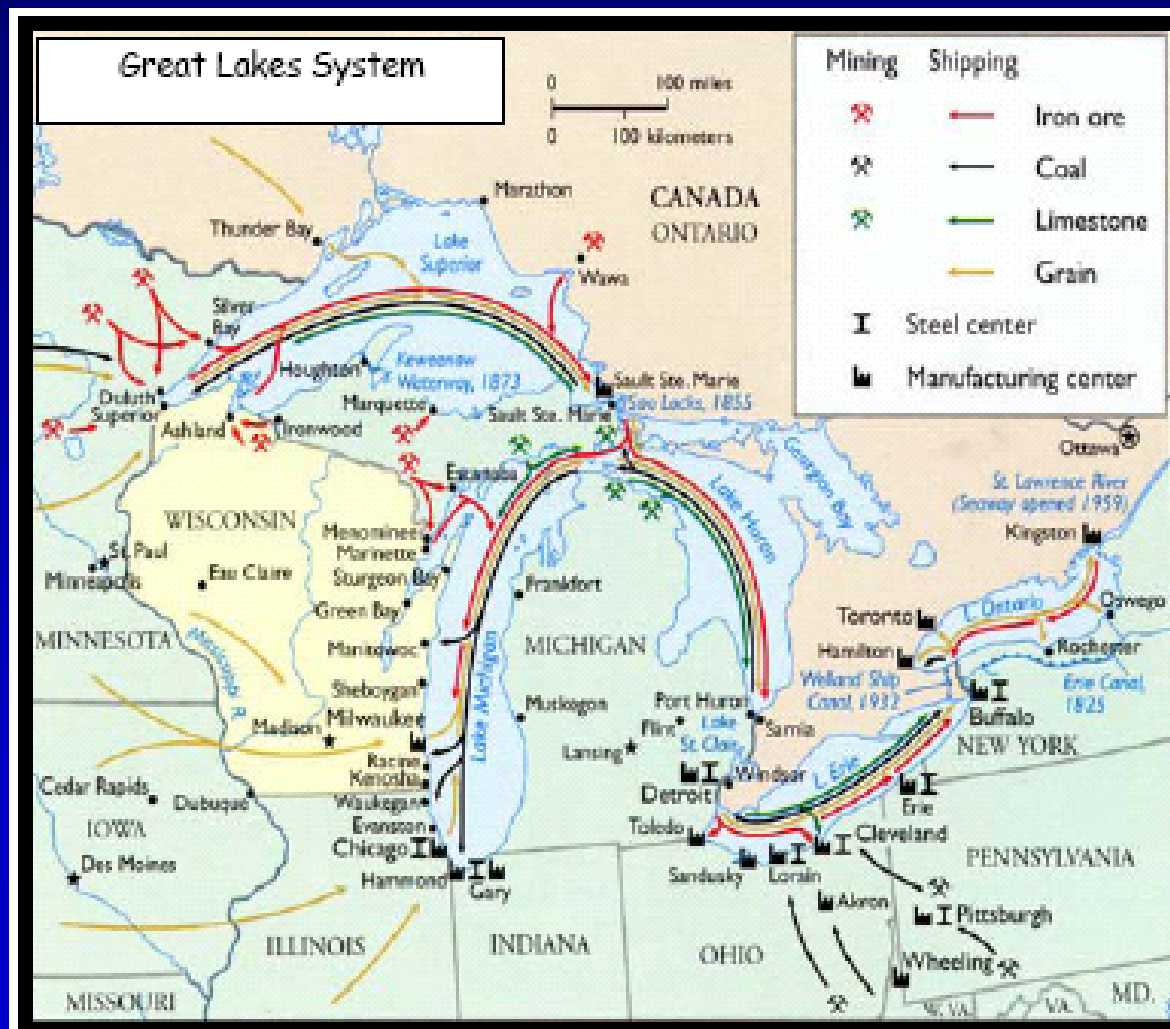 Great Lakes System
0 100 miles
0 100 kilometers
Mining Shipping
Iron ore
Coal
Limestone
Grain
Steel center
Manufacturing center
CANADA
ONTARIO
Marathon
Thunder Bay
Lake
Superior
Wawa
Silver
Bay
Houghton
Keweenaw
Waterway, 1873
Sault Ste. Marie
Soo Locks, 1855
Marquette
Sault Ste. Marie
Duluth
Superior
Ashland
Ironwood
Ottawa
Georgian Bay
Lake Huron
St. Lawrence River
(Seaway opened 1959)
Kingston
Escanaba
WISCONSIN
Menominee
Marinette
St. Paul
Minneapolis
Eau Claire
Sturgeon Bay
Frankfort
Green Bay
MINNESOTA
Mississippi R.
Manitowoc
MICHIGAN
Lake Michigan
Toronto
L. Ontario
Oswego
Hamilton
Rochester
Welland Ship
Canal, 1932
Erie Canal,
1825
Sheboygan
Milwaukee
Muskegon
Port Huron
Flint
Lake
St. Clair
Sarnia
Buffalo
NEW YORK
Madison
Lansing
Racine
Kenosha
Cedar Rapids
Dubuque
Waukegan
Windsor
Detroit
L. Erie
Erie
IOWA
Evanston
Toledo
Cleveland
Chicago
Des Moines
Hammond
Gary
Sandusky
Lorain
PENNSYLVANIA
Akron
Pittsburgh
ILLINOIS
INDIANA
OHIO
Wheeling
MISSOURI
W. VA.
VA.
MD.